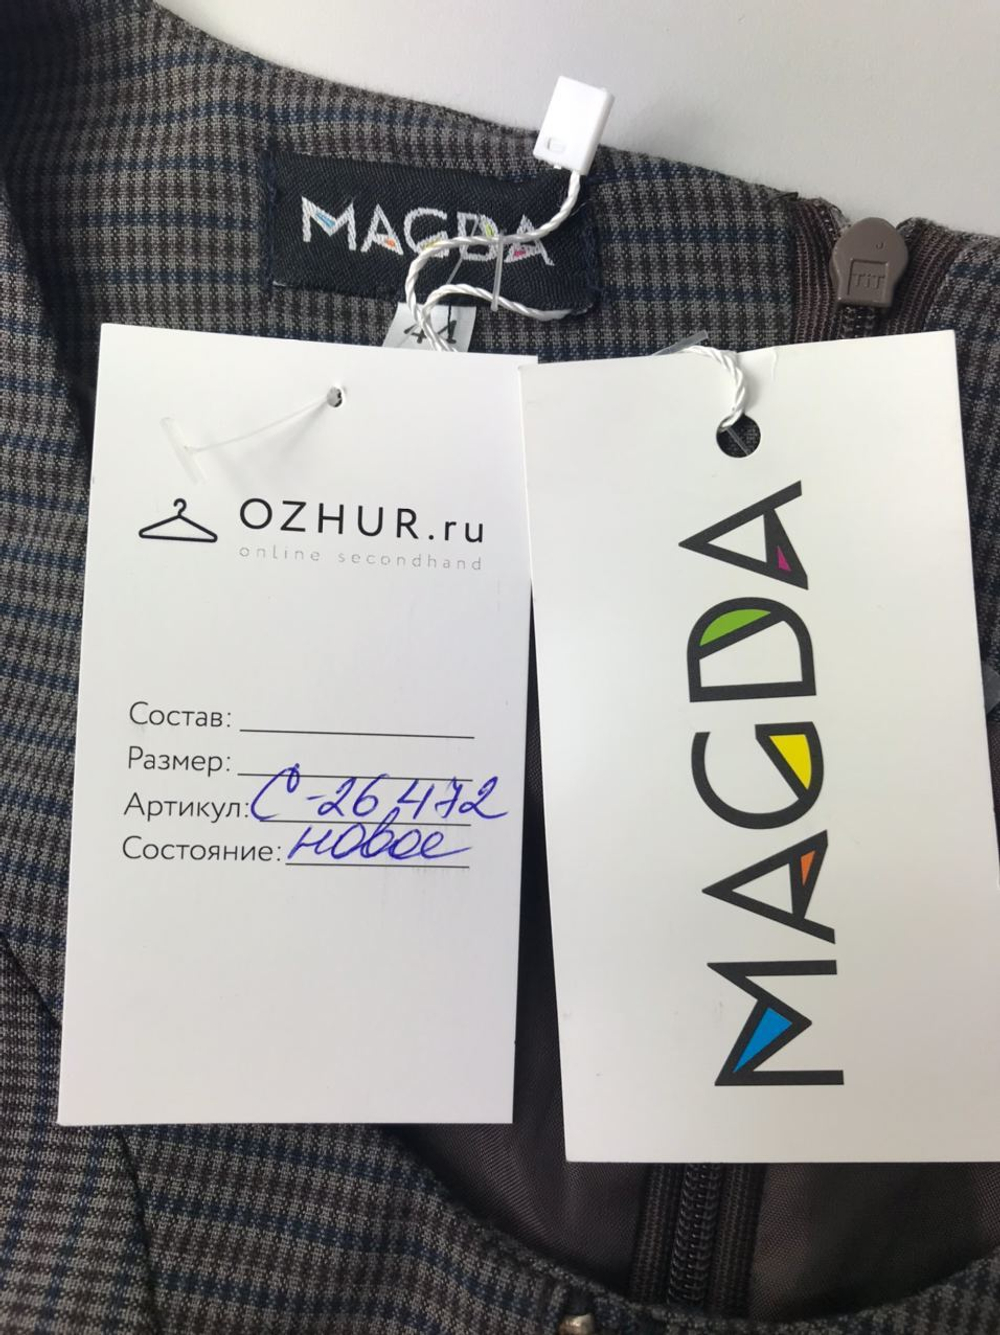 MAGDA
44
OZHUR.ru
online secondhand
Состав:
Размер:
Артикул: С-26472
Состояние: новое
MAGDA